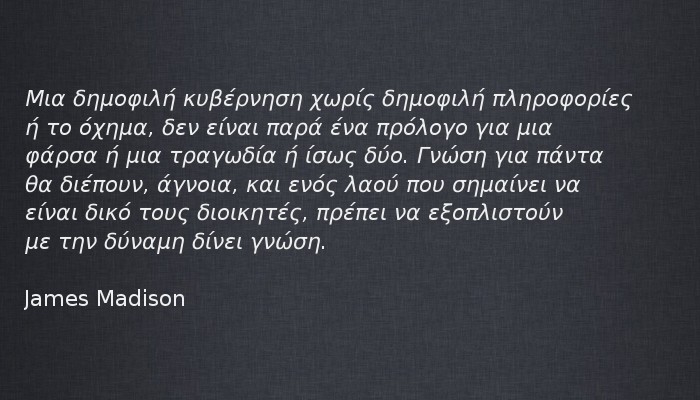 Μια δημοφιλή κυβέρνηση χωρίς δημοφιλή πληροφορίες
ή το όχημα, δεν είναι παρά ένα πρόλογο για μια
φάρσα ή μια τραγωδία ή ίσως δύο. Γνώση για πάντα
θα διέπουν, άγνοια, και ενός λαού που σημαίνει να
είναι δικό τους διοικητές, πρέπει να εξοπλιστούν
με την δύναμη δίνει γνώση.
James Madison